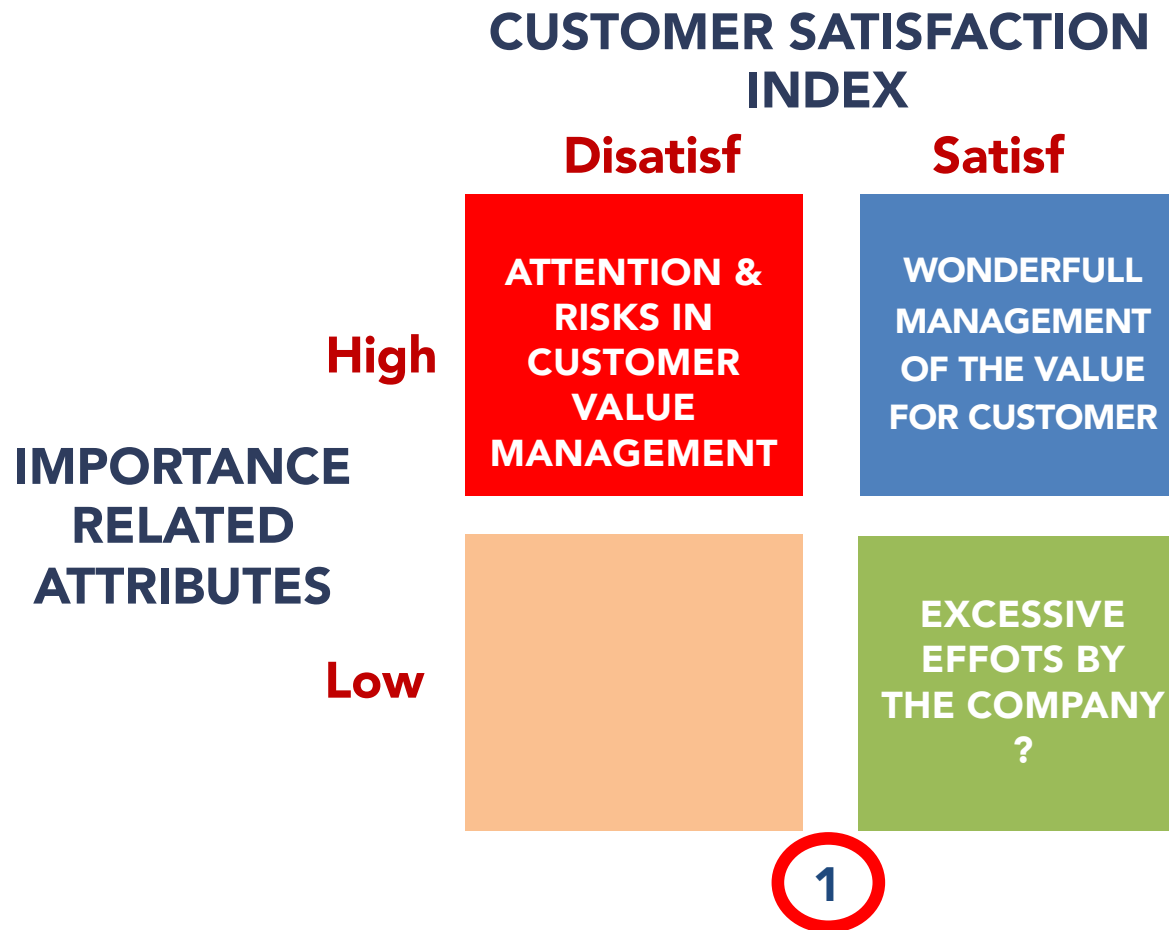 CUSTOMER SATISFACTION
INDEX
Disatisf
Satisf
High
ATTENTION &
RISKS IN
CUSTOMER
VALUE
MANAGEMENT
WONDERFULL
MANAGEMENT
OF THE VALUE
FOR CUSTOMER
IMPORTANCE
RELATED
ATTRIBUTES
Low
EXCESSIVE
EFFOTS BY
THE COMPANY
?
1